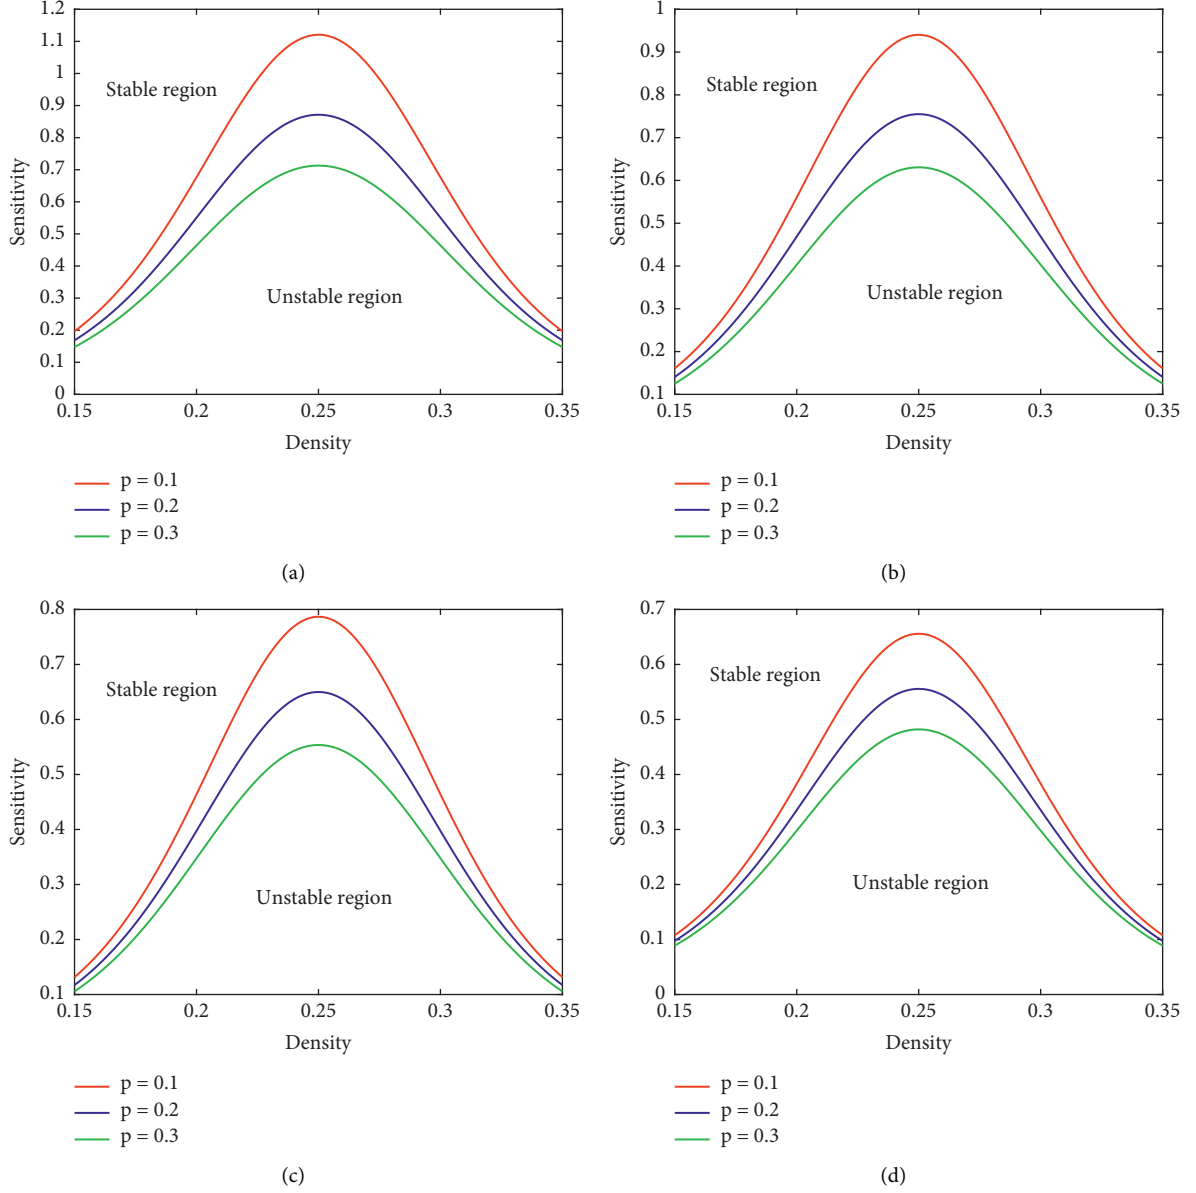 1.2
1.1
1
0.9
0.8
0.7
0.6
0.5
0.4
0.3
0.2
0.1
0
Sensitivity
Stable region
Unstable region
0.15 0.2 0.25 0.3 0.35
Density
p = 0.1
p = 0.2
p = 0.3
(a)
1
0.9
0.8
0.7
0.6
0.5
0.4
0.3
0.2
0.1
Sensitivity
Stable region
Unstable region
0.15 0.2 0.25 0.3 0.35
Density
p = 0.1
p = 0.2
p = 0.3
(b)
0.8
0.7
0.6
0.5
0.4
0.3
0.2
0.1
Sensitivity
Stable region
Unstable region
0.15 0.2 0.25 0.3 0.35
Density
p = 0.1
p = 0.2
p = 0.3
(c)
0.7
0.6
0.5
0.4
0.3
0.2
0.1
0
Sensitivity
Stable region
Unstable region
0.15 0.2 0.25 0.3 0.35
Density
p = 0.1
p = 0.2
p = 0.3
(d)